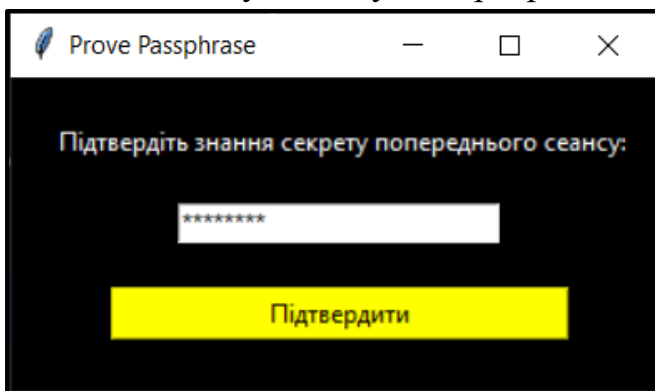 Prove Passphrase
Підтвердіть знання секрету попереднього сеансу:
********
Підтвердити